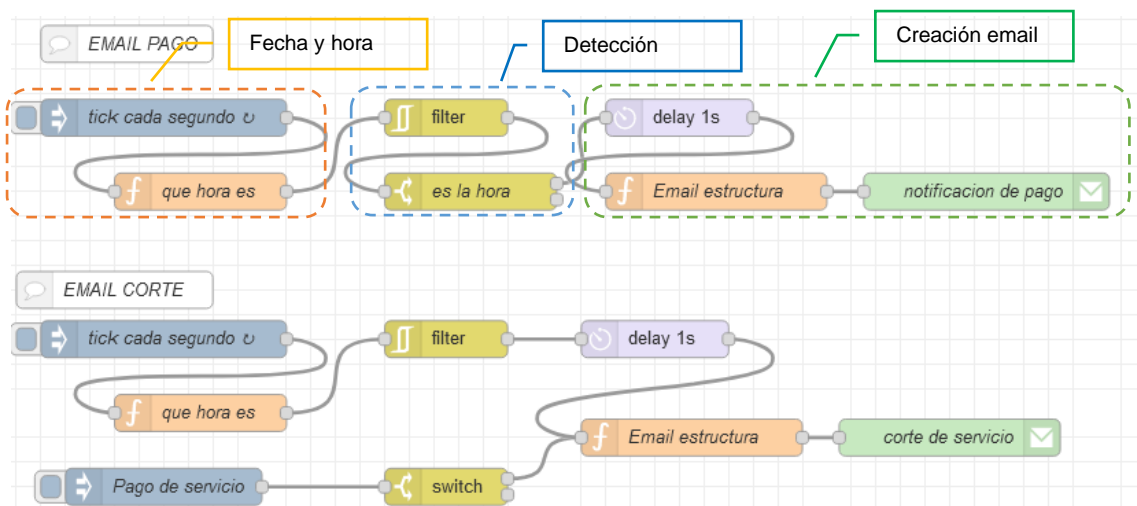 EMAIL PAGO
Fecha y hora
Detección
Creación email
tick cada segundo ↻
filter
delay 1s
que hora es
es la hora
Email estructura
notificacion de pago
EMAIL CORTE
tick cada segundo ↻
filter
delay 1s
que hora es
Email estructura
corte de servicio
Pago de servicio
switch